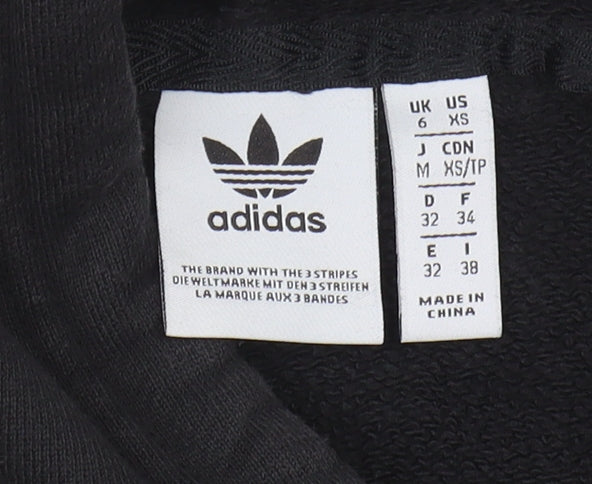 adidas
THE BRAND WITH THE 3 STRIPES
DIE WELTMARKE MIT DEN 3 STREIFEN
LA MARQUE AUX 3 BANDES
UK US
6 XS
J CDN
M XS/TP
D F
32 34
E I
32 38
MADE IN
CHINA